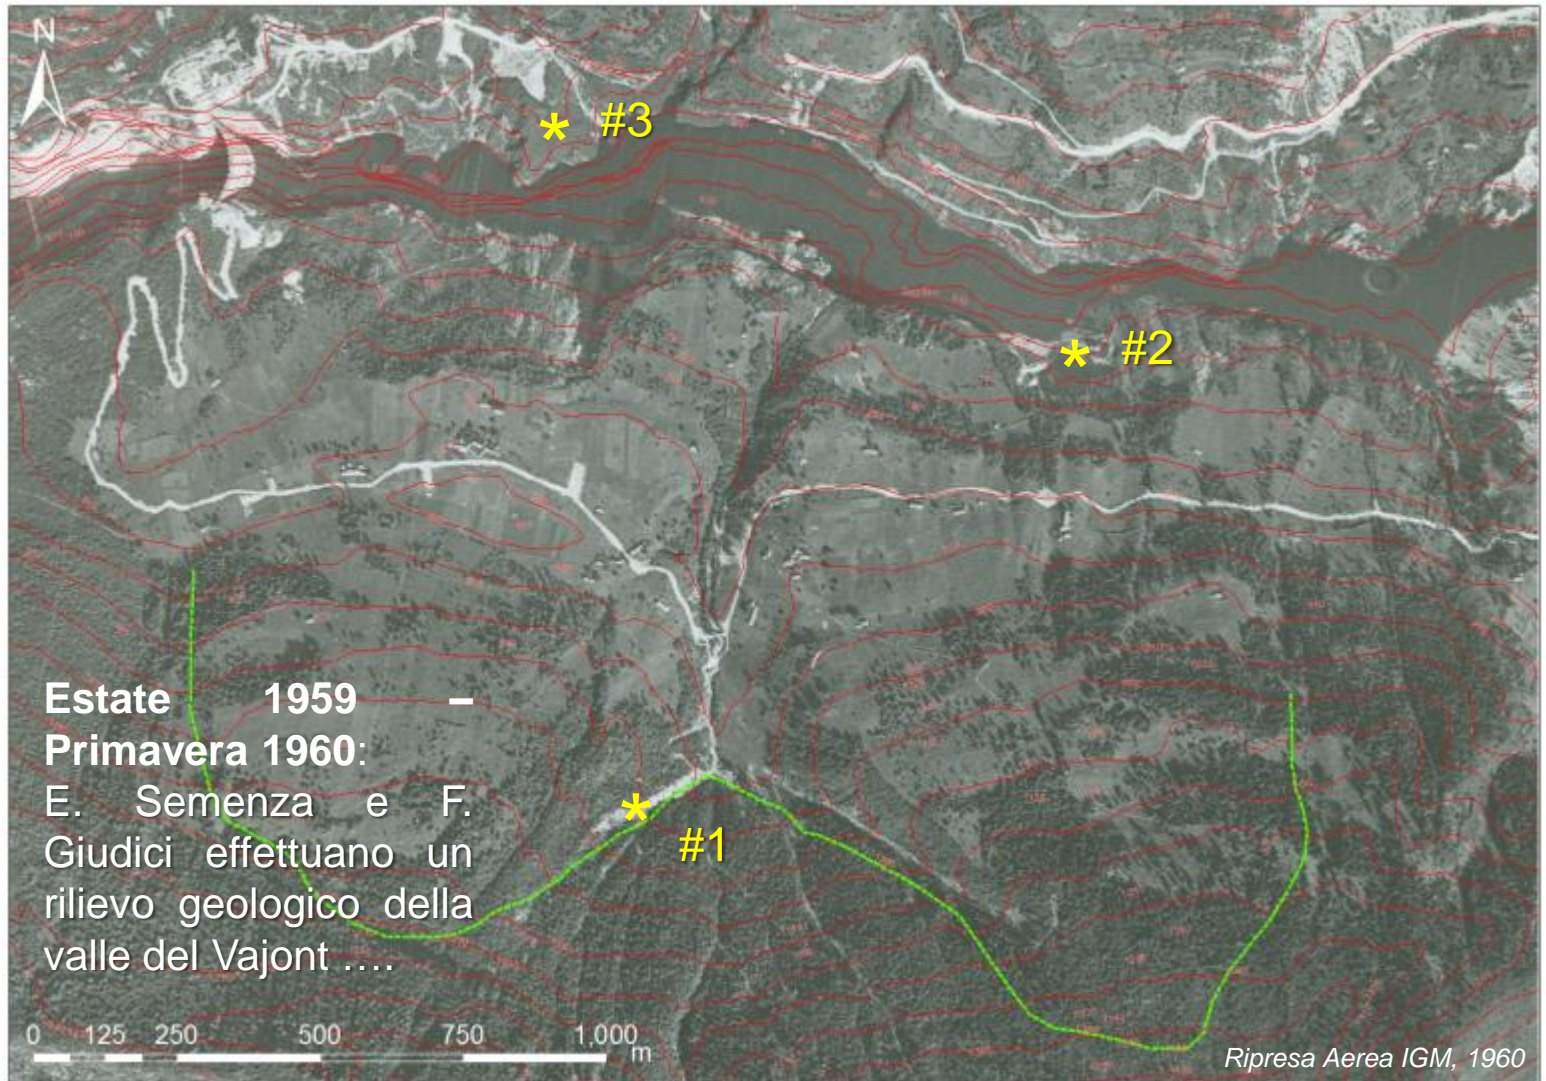 N
#3
#2
Estate 1959 –
Primavera 1960:
E. Semenza e F.
Giudici effettuano un
rilievo geologico della
valle del Vajont ….
#1
0 125 250 500 750 1,000
m
Ripresa Aerea IGM, 1960